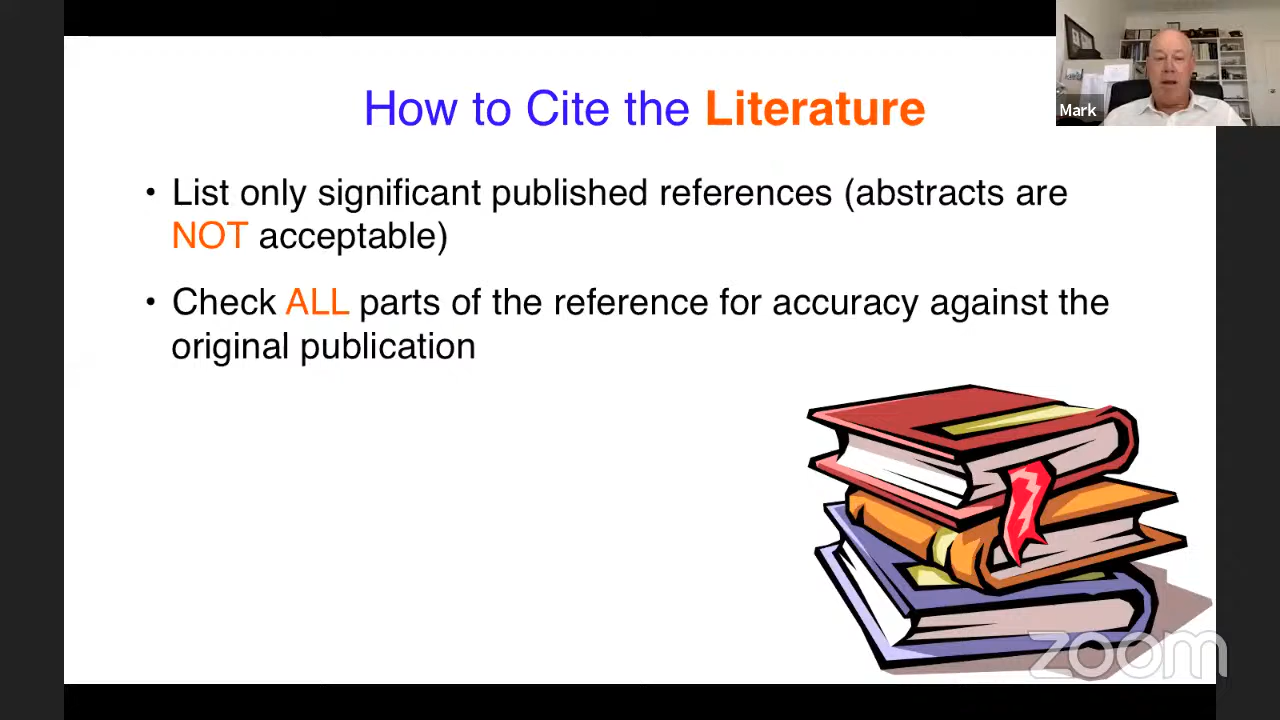 How to Cite the Literature
Mark
• List only significant published references (abstracts are
NOT acceptable)
• Check ALL parts of the reference for accuracy against the
original publication
zoom